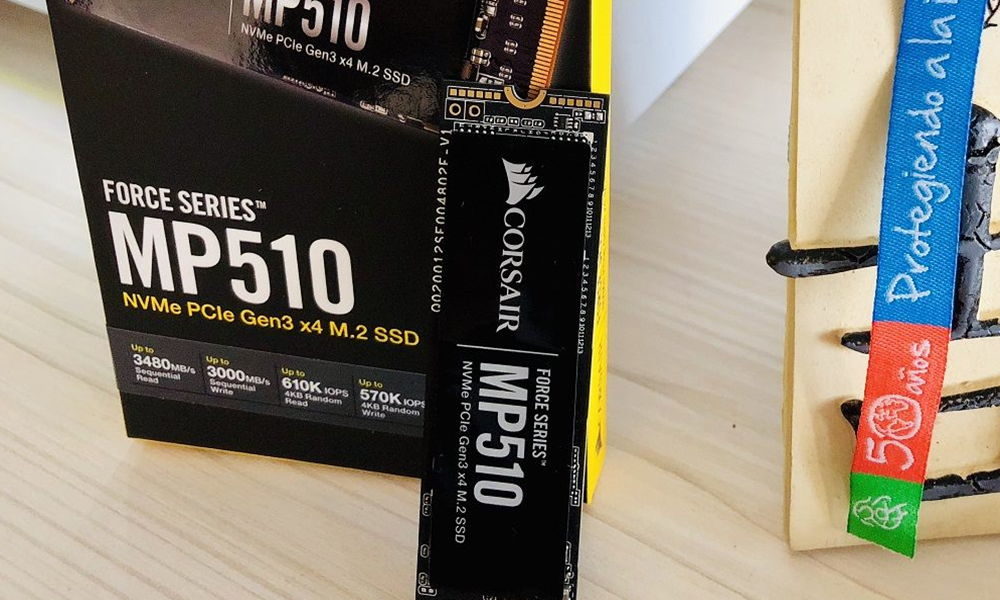 MP510
NVMe PCIe Gen3 x4 M.2 SSD
FORCE SERIES™
MP510
NVMe PCIe Gen3 x4 M.2 SSD
Up to
3480MB/s
Sequential
Read
Up to
3000MB/s
Sequential
Write
Up to
610K IOPS
4KB Random
Read
Up to
570K IOPS
4KB Random
Write
CORSAIR
FORCE SERIES™
MP510
NVMe PCIe Gen3 x4 M.2 SSD
Protegiendo a la i
50 años